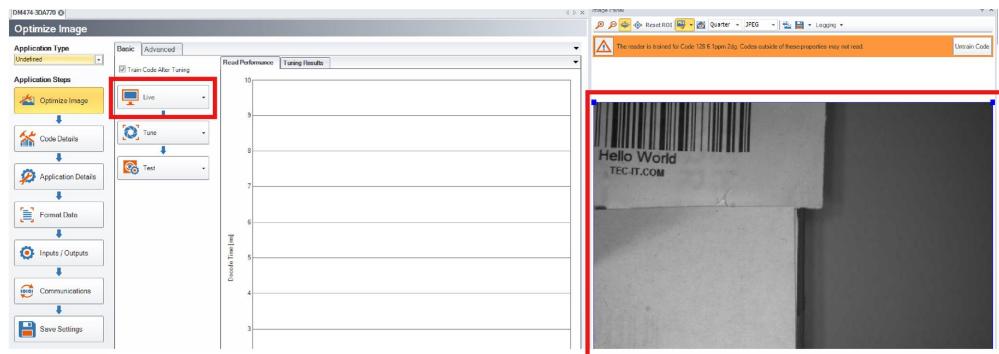 DM474-3DA770
Optimize Image
Application Type
Undefined
Application Steps
Optimize Image
Code Details
Application Details
Format Data
Inputs / Outputs
Communications
Save Settings
Basic
Advanced
Train Code After Tuning
Live
Tune
Test
Read Performance
Tuning Results
10
9
8
7
6
5
4
3
Decode Time [ms]
Image Panel
Reset ROI
Quarter
JPEG
Logging
The reader is trained for Code 128 6.1ppm 2dg. Codes outside of these properties may not read.
Untrain Code
Hello World
TEC-IT.COM